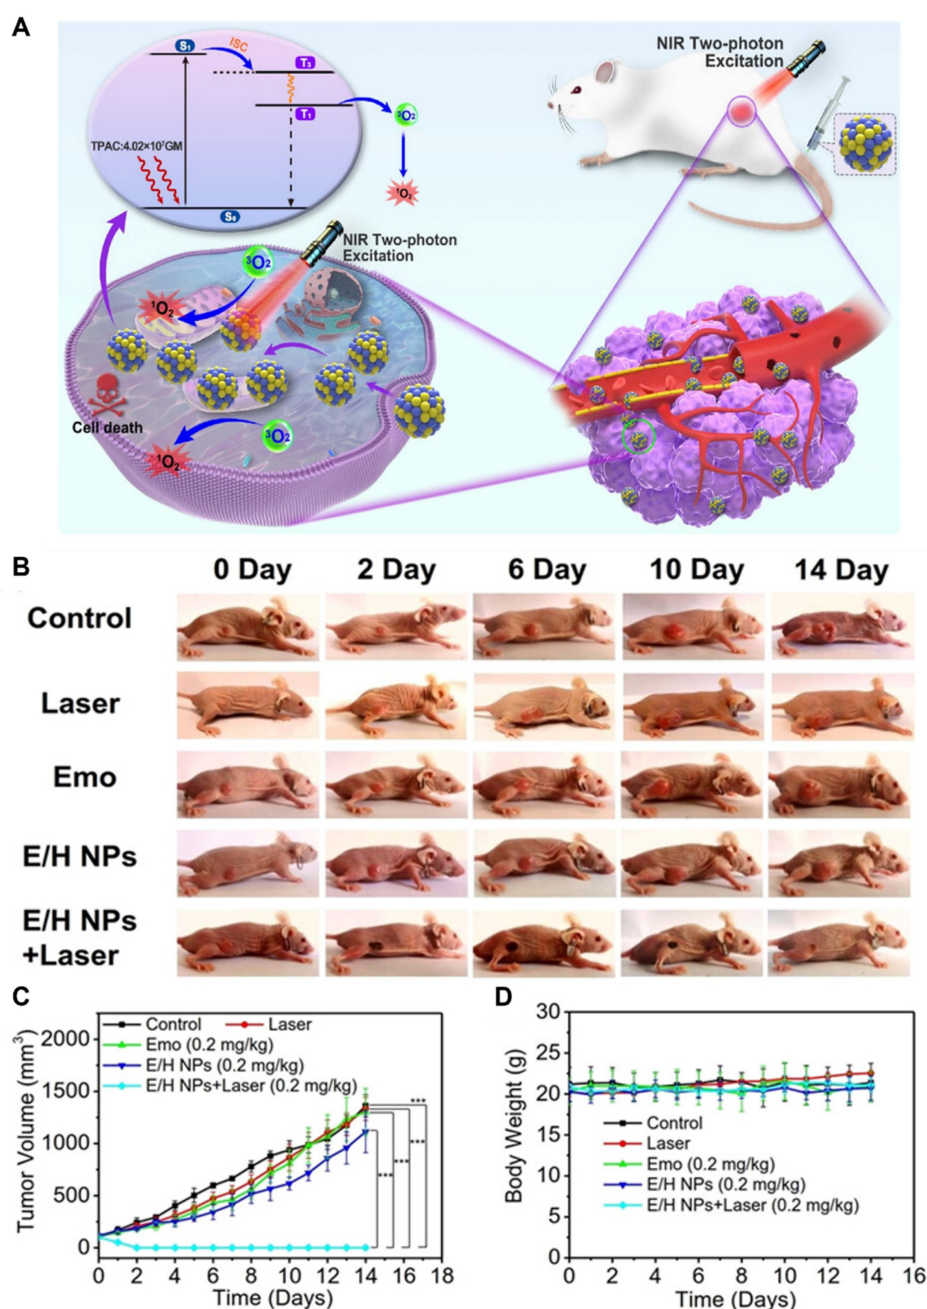 A
S₁
ISC
T₃
T₁
³O₂
TPAC:4.02×10⁷GM
¹O₂
S₀
NIR Two-photon
Excitation
NIR Two-photon
Excitation
³O₂
¹O₂
Cell death
³O₂
¹O₂
B
0 Day 2 Day 6 Day 10 Day 14 Day
Control
Laser
Emo
E/H NPs
E/H NPs
+Laser
C
Tumor Volume (mm³)
2000
1500
1000
500
0
Control Laser
Emo (0.2 mg/kg)
E/H NPs (0.2 mg/kg)
E/H NPs+Laser (0.2 mg/kg)
***
***
***
***
0 2 4 6 8 10 12 14 16 18
Time (Days)
D
Body Weight (g)
30
25
20
15
10
5
0
Control
Laser
Emo (0.2 mg/kg)
E/H NPs (0.2 mg/kg)
E/H NPs+Laser (0.2 mg/kg)
0 2 4 6 8 10 12 14 16
Time (Days)